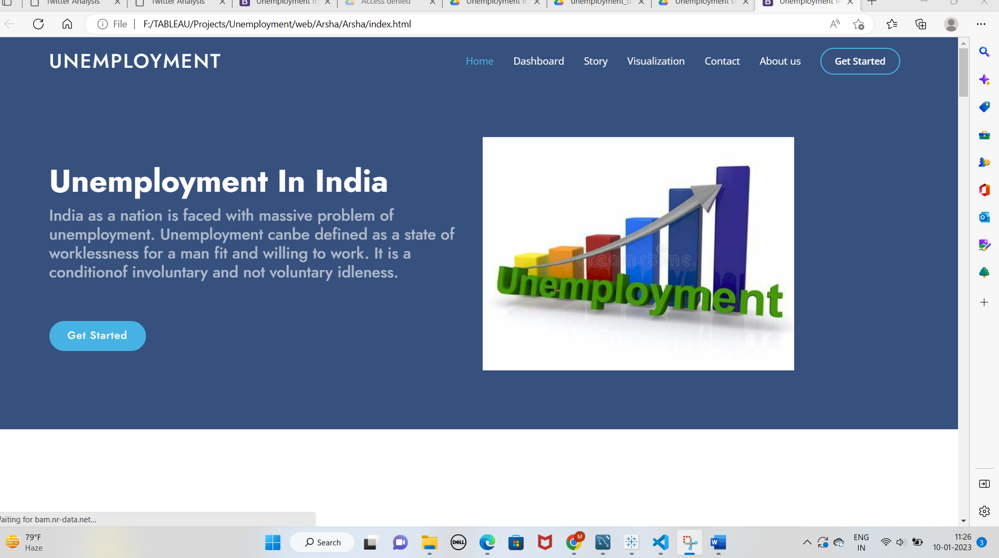 Twitter Analysis
Twitter Analysis
Unemployment In
Access denied
Unemployment In
unemployment_d
Unemployment st
Unemployment In
File
F:/TABLEAU/Projects/Unemployment/web/Arsha/Arsha/index.html
UNEMPLOYMENT
Home
Dashboard
Story
Visualization
Contact
About us
Get Started
Unemployment In India
India as a nation is faced with massive problem of
unemployment. Unemployment canbe defined as a state of
worklessness for a man fit and willing to work. It is a
conditionof involuntary and not voluntary idleness.
Get Started
dreamstime.
Unemployment
aiting for bam.nr-data.net...
79°F
Haze
Search
DELL
M
ENG
IN
11:26
10-01-2023
3